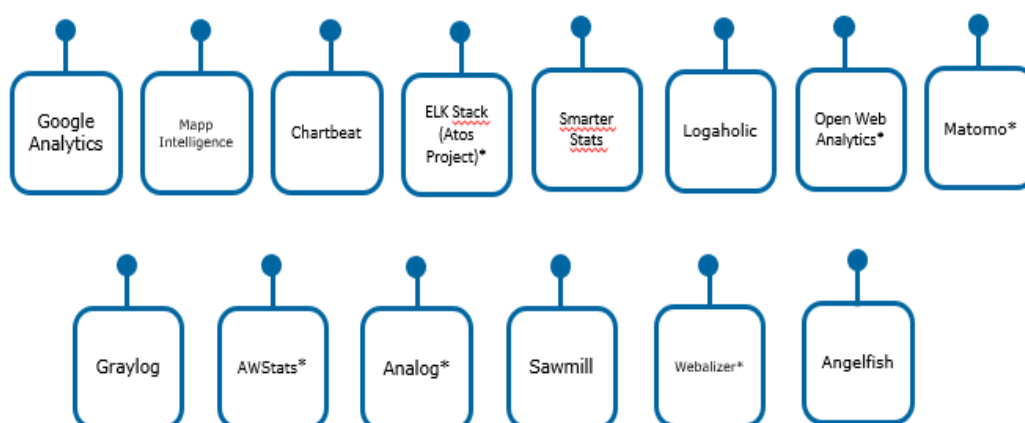 Google
Analytics
Mapp
Intelligence
Chartbeat
ELK Stack
(Atos
Project)*
Smarter
Stats
Logaholic
Open Web
Analytics*
Matomo*
Graylog
AWStats*
Analog*
Sawmill
Webalizer*
Angelfish